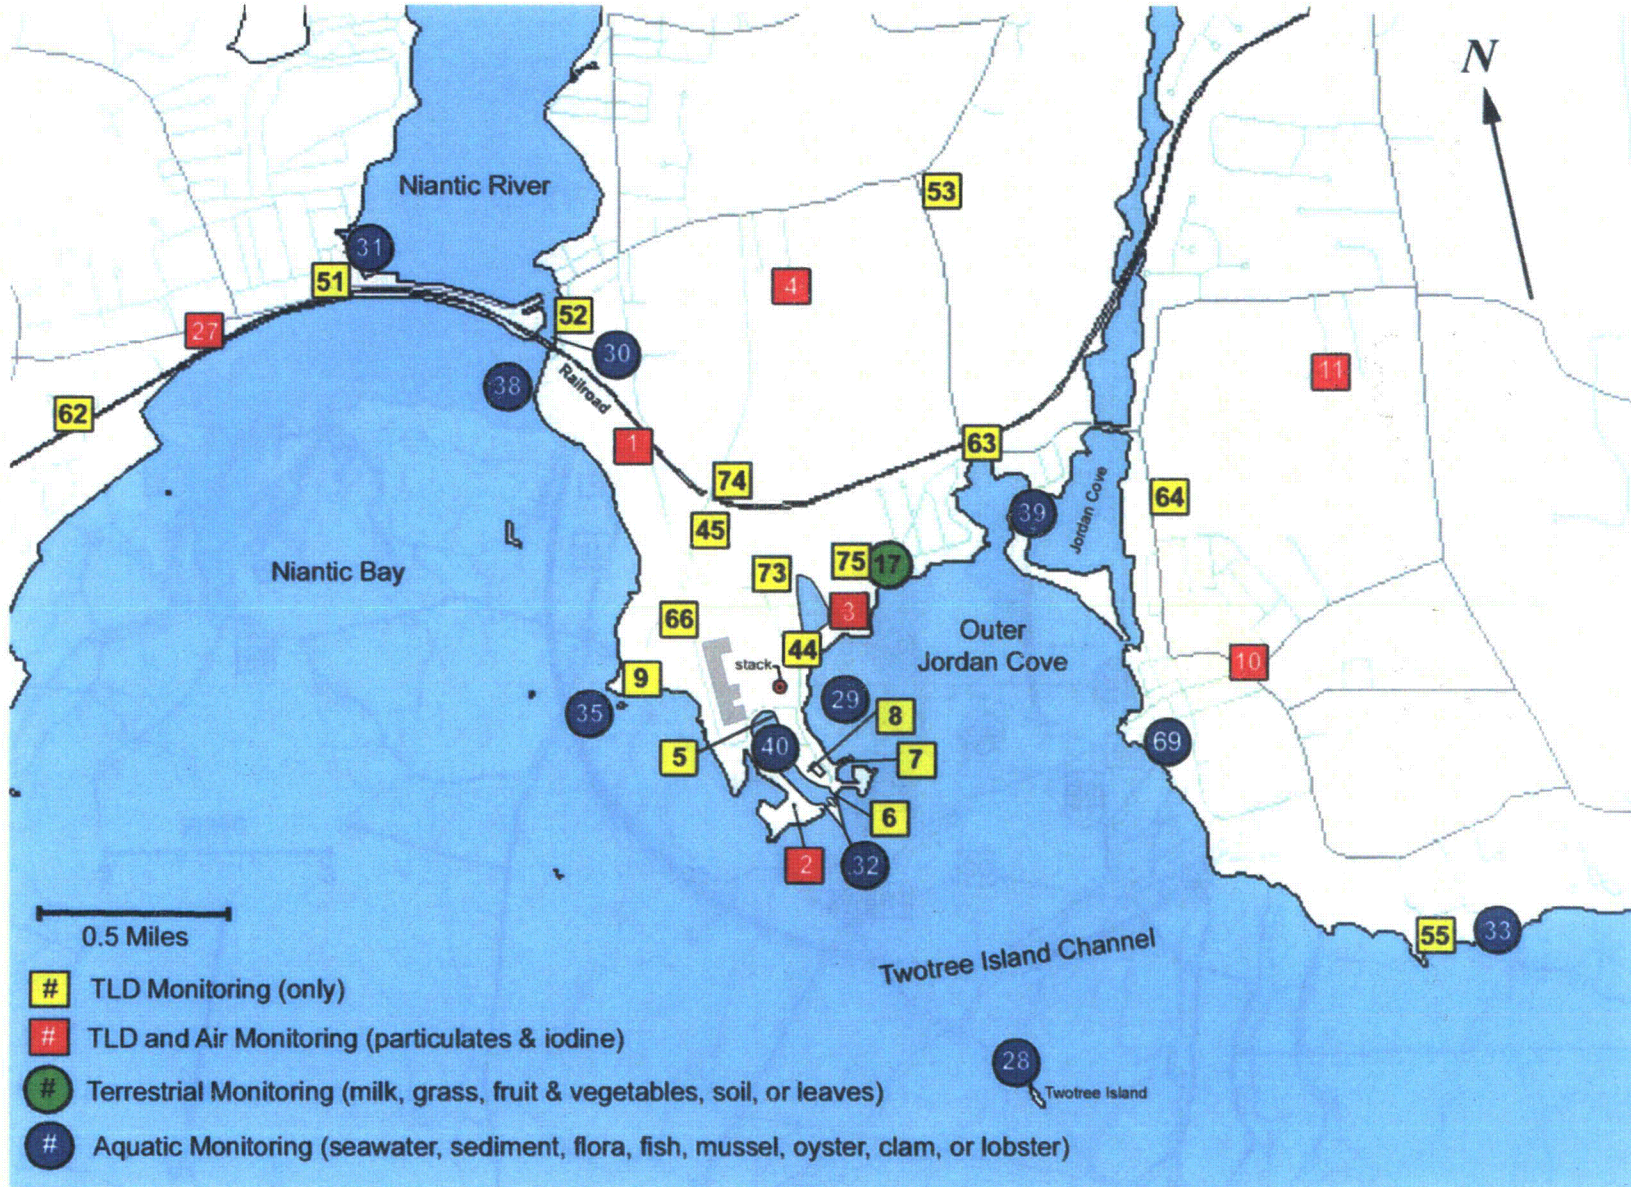 N
Niantic River
53
31
51
4
52
27
30
11
38
Railroad
62
1
63
74
64
Jordan Cove
39
45
Niantic Bay
75
17
73
3
66
Outer
Jordan Cove
44
stack
10
9
29
35
8
69
40
5
7
6
2
32
0.5 Miles
55
33
Twotree Island Channel
# TLD Monitoring (only)
# TLD and Air Monitoring (particulates & iodine)
28
Twotree Island
# Terrestrial Monitoring (milk, grass, fruit & vegetables, soil, or leaves)
# Aquatic Monitoring (seawater, sediment, flora, fish, mussel, oyster, clam, or lobster)